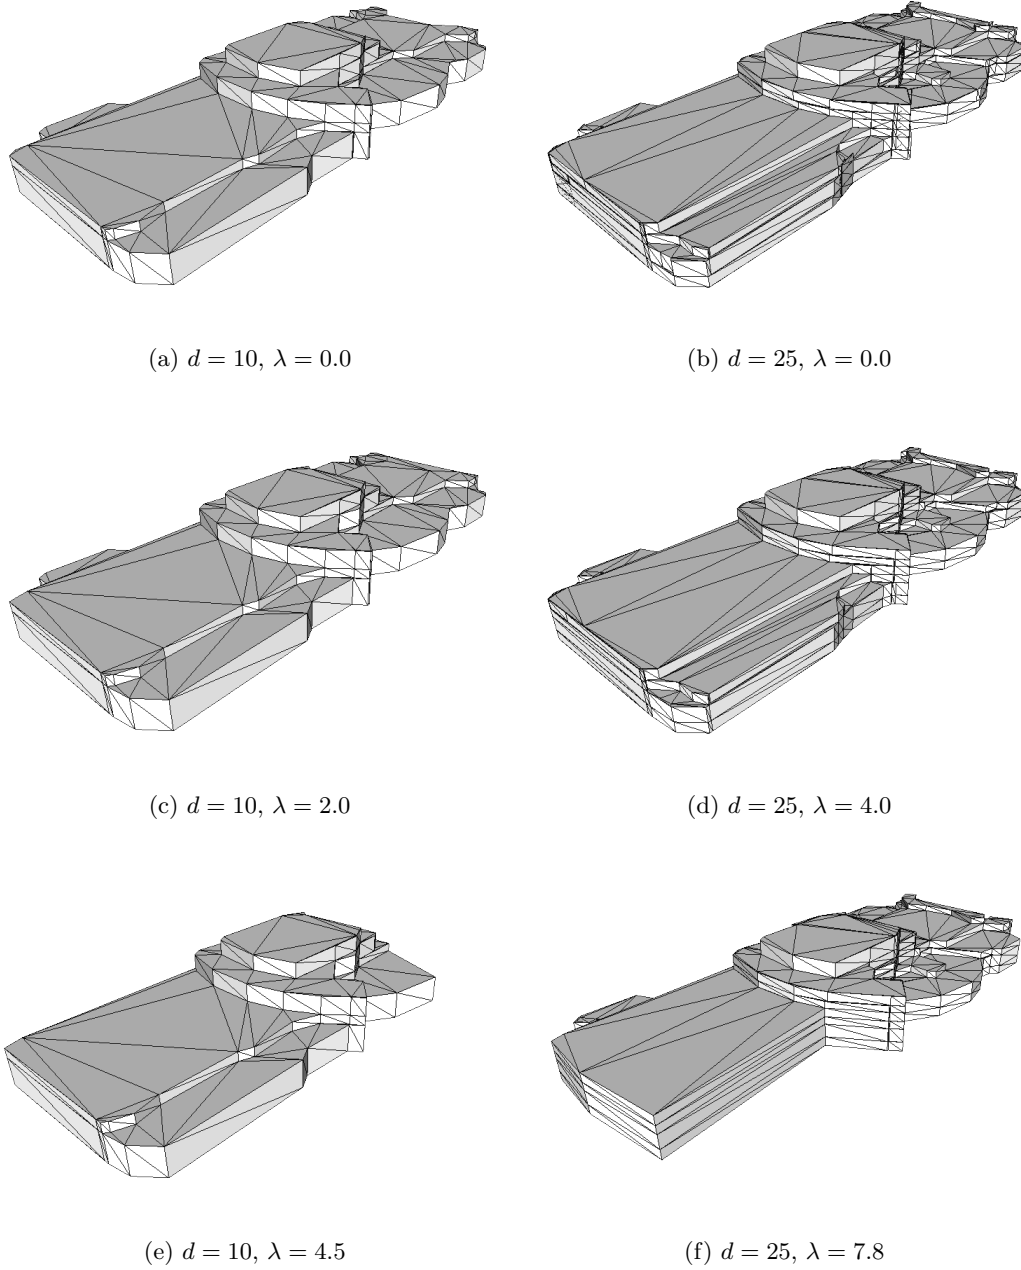 (a) d = 10, λ = 0.0
(b) d = 25, λ = 0.0
(c) d = 10, λ = 2.0
(d) d = 25, λ = 4.0
(e) d = 10, λ = 4.5
(f) d = 25, λ = 7.8